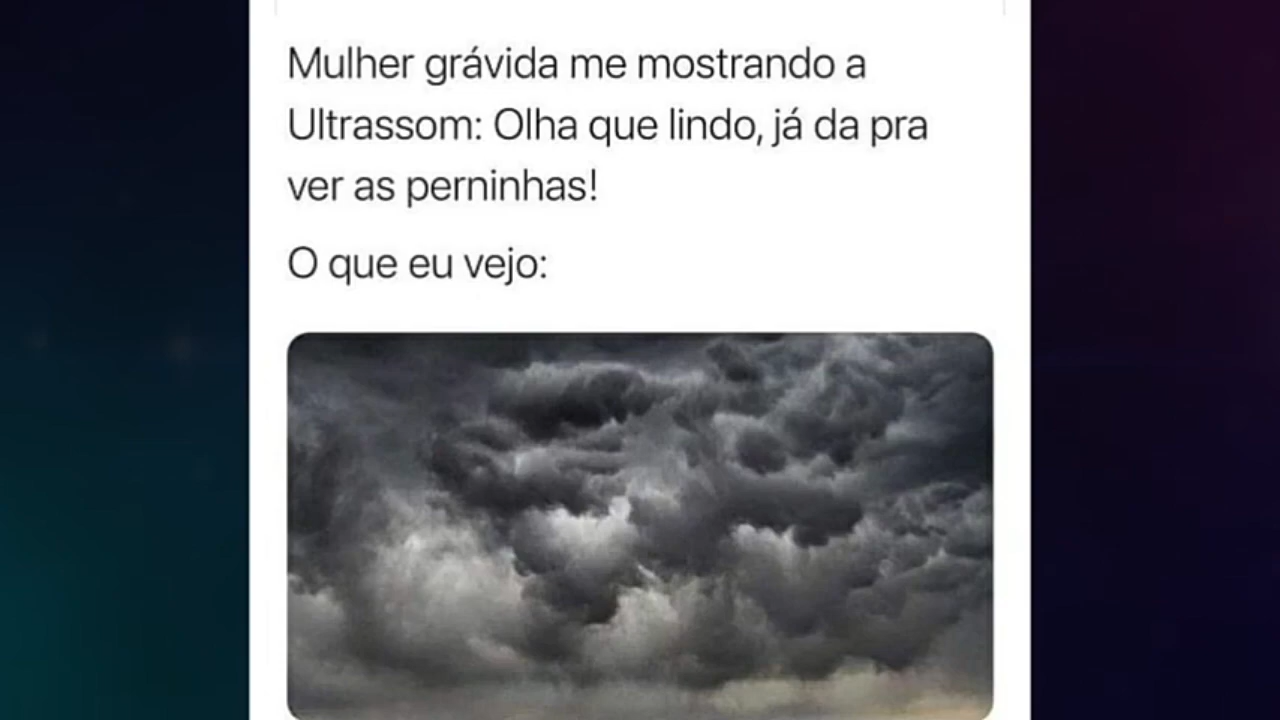 Mulher grávida me mostrando a
Ultrassom: Olha que lindo, já da pra
ver as perninhas!
O que eu vejo: